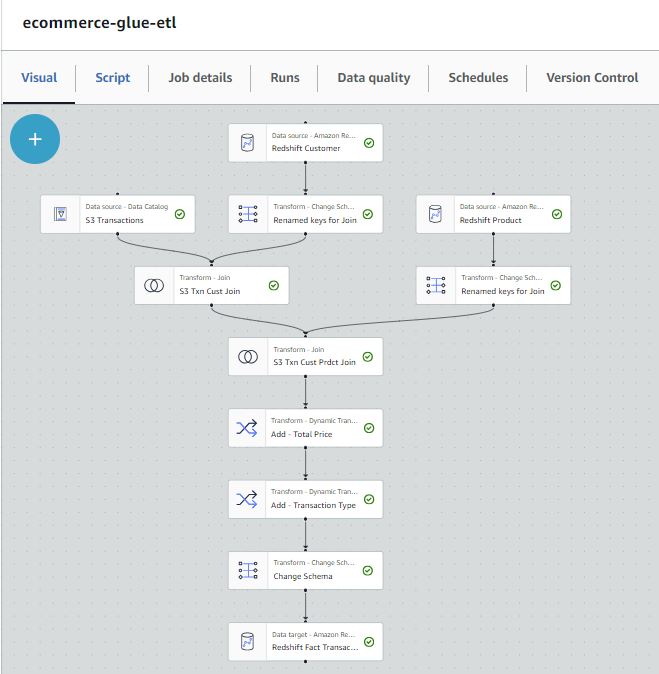 ecommerce-glue-etl
Visual
Script
Job details
Runs
Data quality
Schedules
Version Control
Data source - Amazon Re...
Redshift Customer
Data source - Data Catalog
S3 Transactions
Transform - Change Sch...
Renamed keys for Join
Data source - Amazon Re...
Redshift Product
Transform - Join
S3 Txn Cust Join
Transform - Change Sch...
Renamed keys for Join
Transform - Join
S3 Txn Cust Prdct Join
Transform - Dynamic Tran...
Add - Total Price
Transform - Dynamic Tran...
Add - Transaction Type
Transform - Change Sch...
Change Schema
Data target - Amazon Re...
Redshift Fact Transac...